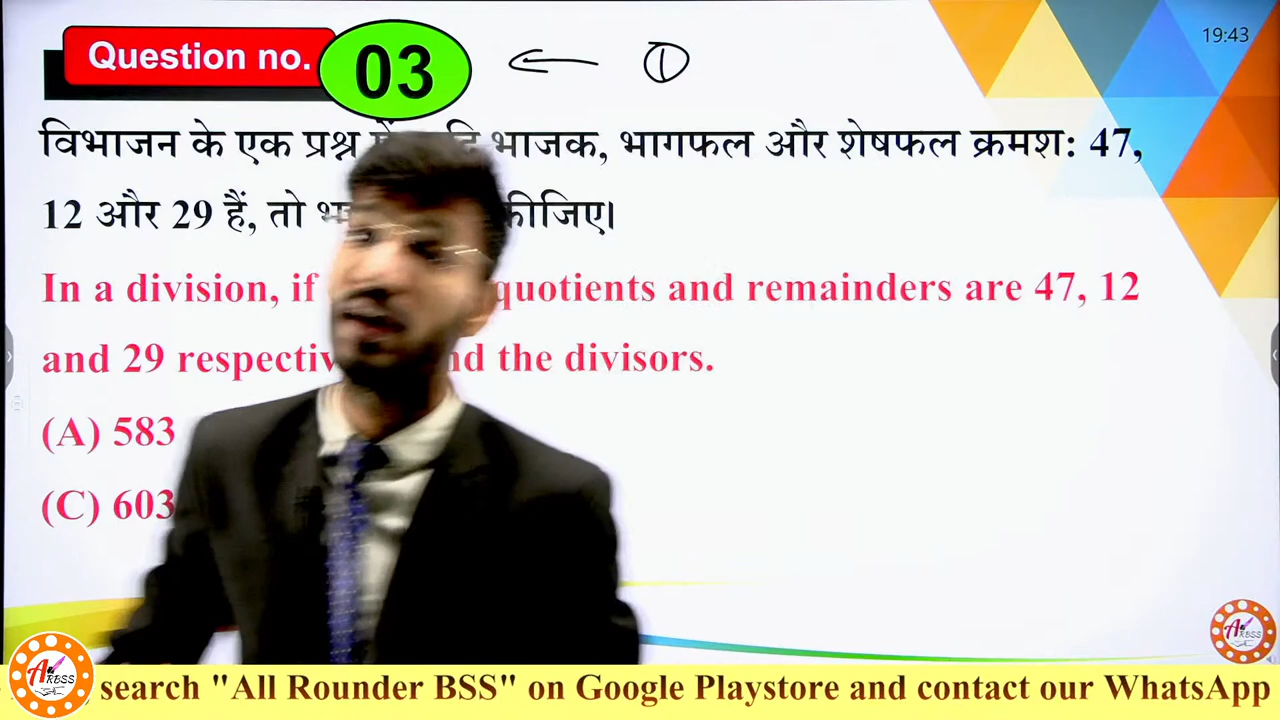 Question no. 03 ①
19:43
विभाजन के एक प्रश्न भाजक, भागफल और शेषफल क्रमश: 47,
12 और 29 हैं, तो कीजिए।
In a division, if quotients and remainders are 47, 12
and 29 the divisors.
(A) 583
(C) 603
search "All Rounder BSS" on Google Playstore and contact our WhatsApp